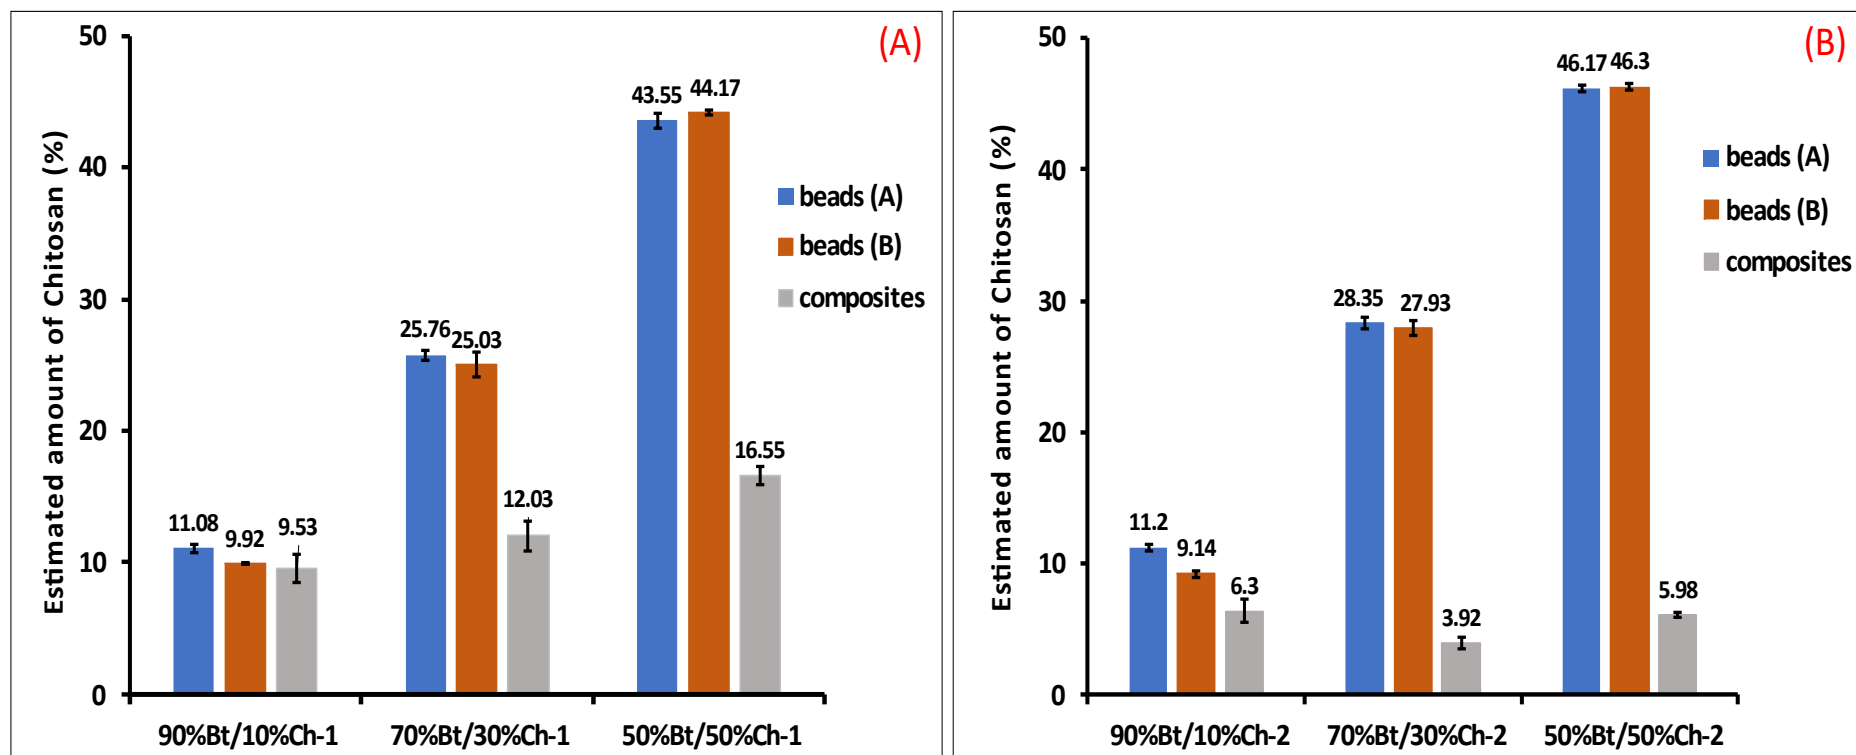 (A)
Estimated amount of Chitosan (%)
50
40
30
20
10
0
11.08
9.92
9.53
25.76
25.03
12.03
43.55
44.17
16.55
90%Bt/10%Ch-1
70%Bt/30%Ch-1
50%Bt/50%Ch-1
beads (A)
beads (B)
composites
(B)
Estimated amount of Chitosan (%)
50
40
30
20
10
0
11.2
9.14
6.3
28.35
27.93
3.92
46.17
46.3
5.98
90%Bt/10%Ch-2
70%Bt/30%Ch-2
50%Bt/50%Ch-2
beads (A)
beads (B)
composites